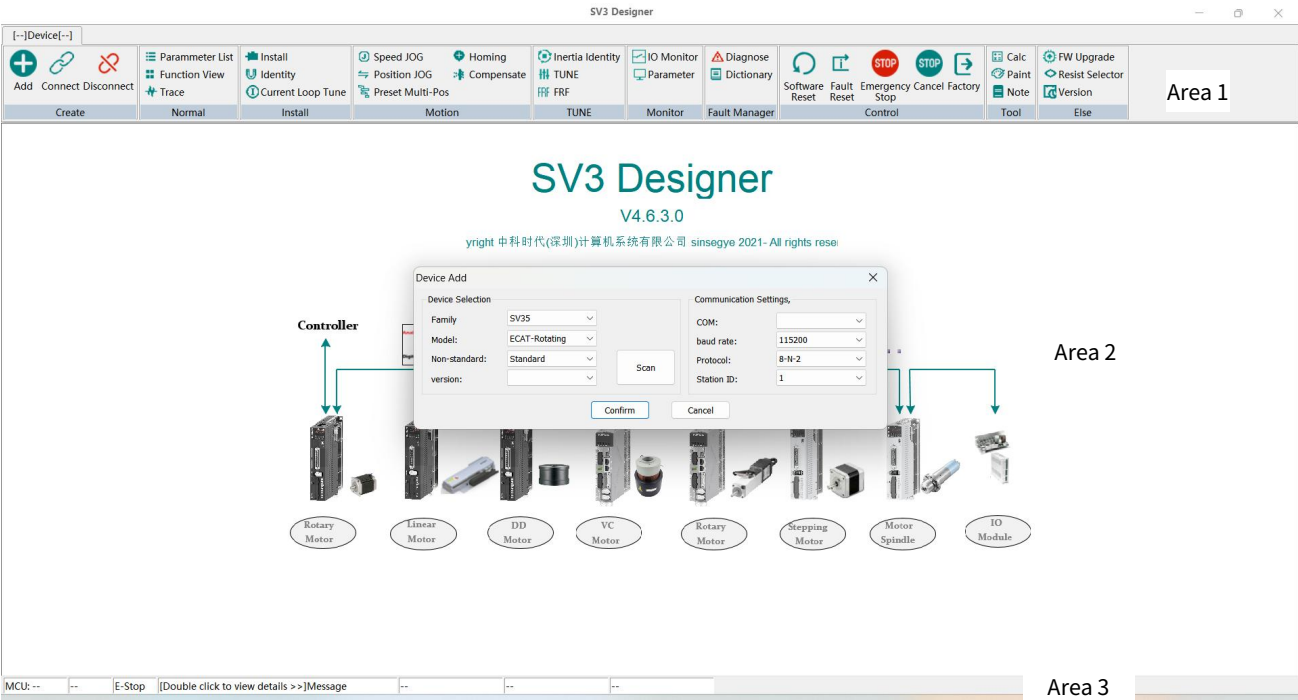 SV3 Designer
[--]Device[--]
Add Connect Disconnect
Create
Parammeter List
Function View
Trace
Normal
Install
Identity
Current Loop Tune
Install
Speed JOG Homing
Position JOG Compensate
Preset Multi-Pos
Motion
Inertia Identity
TUNE
FRF FRF
TUNE
IO Monitor
Parameter
Monitor
Diagnose
Dictionary
Fault Manager
STOP STOP
Software Reset
Fault Reset
Emergency Stop
Cancel Factory
Control
Calc
Paint
Note
Tool
FW Upgrade
Resist Selector
Version
Else
Area 1
SV3 Designer
V4.6.3.0
yright 中科时代(深圳)计算机系统有限公司 sinsegye 2021- All rights rese
Device Add
Device Selection
Family SV35
Model: ECAT-Rotating
Non-standard: Standard
version:
Scan
Communication Settings,
COM:
baud rate: 115200
Protocol: 8-N-2
Station ID: 1
Confirm Cancel
Controller
Area 2
Rotary Motor
Linear Motor
DD Motor
VC Motor
Rotary Motor
Stepping Motor
Motor Spindle
IO Module
MCU: -- -- E-Stop [Double click to view details >>]Message -- -- --
Area 3